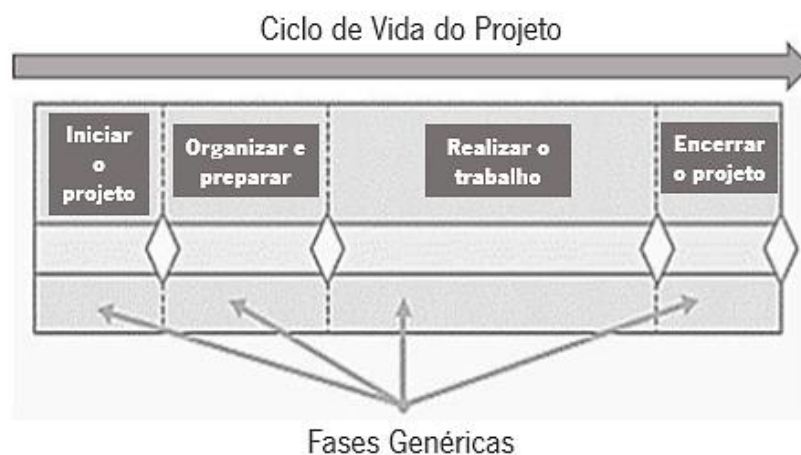 Ciclo de Vida do Projeto
Iniciar
o
projeto
Organizar e
preparar
Realizar o
trabalho
Encerrar
o projeto
Fases Genéricas